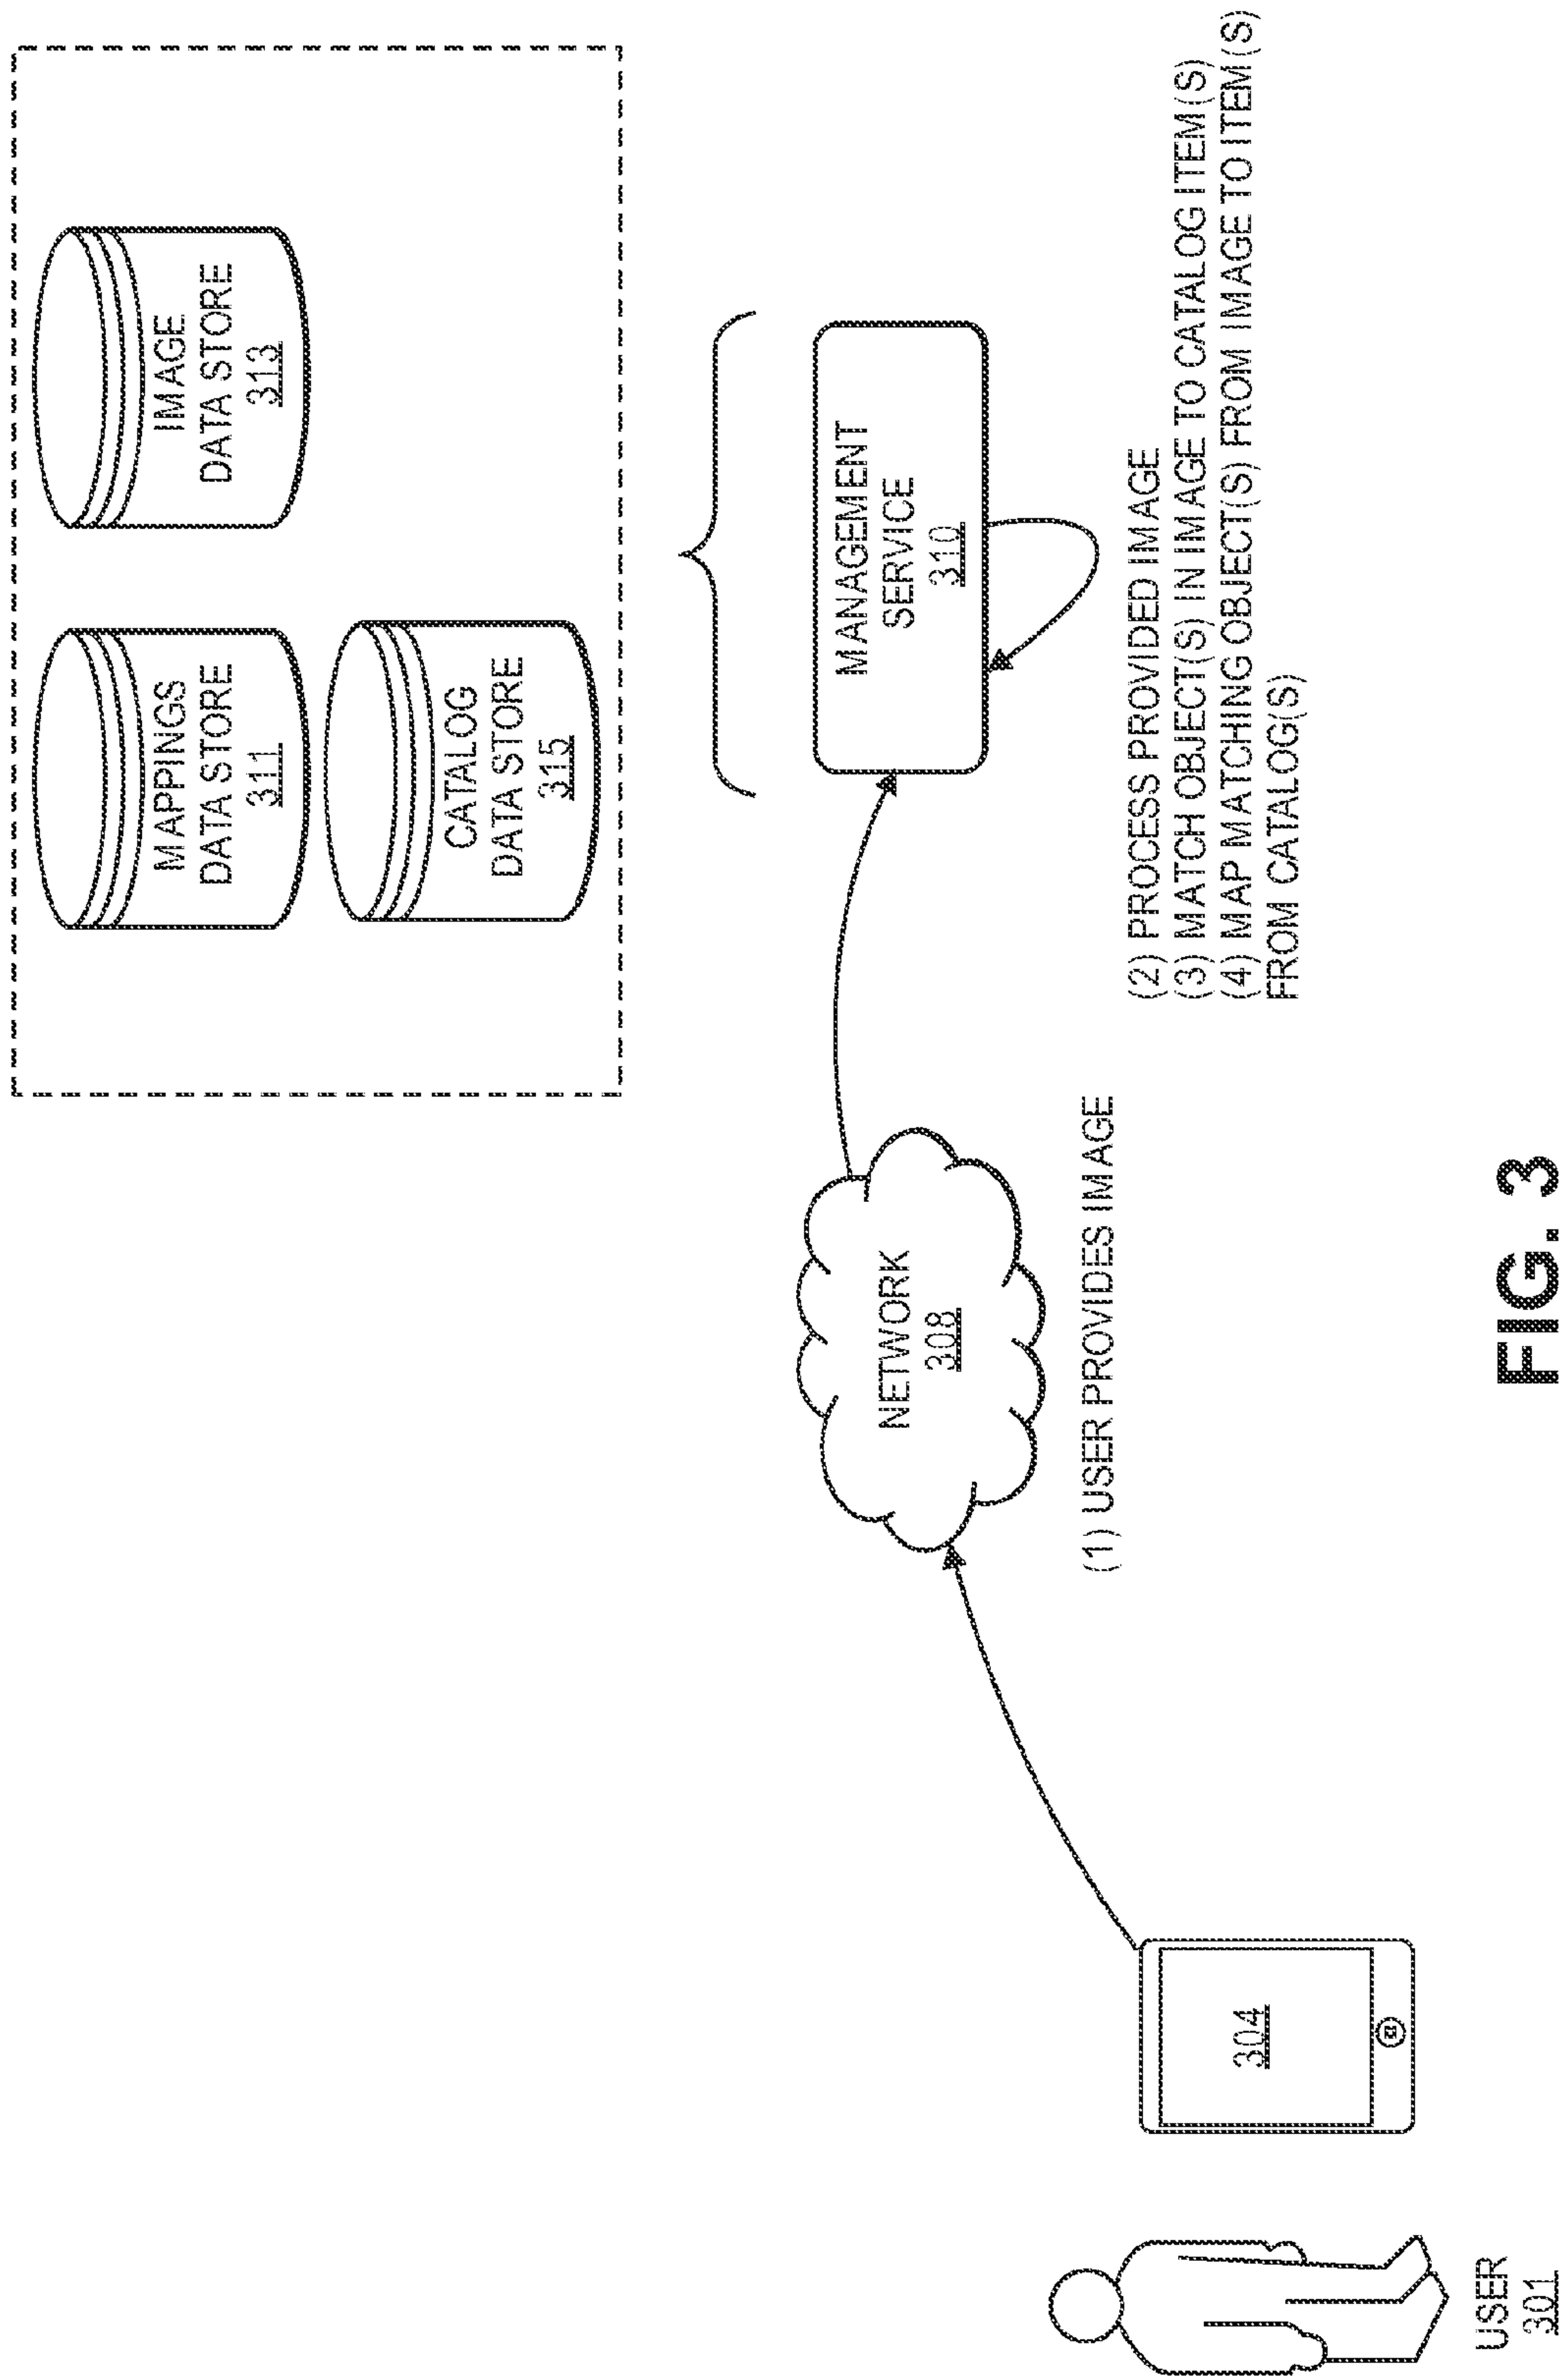 MAPPINGS
DATA STORE
311
IMAGE
DATA STORE
313
CATALOG
DATA STORE
315
MANAGEMENT
SERVICE
310
NETWORK
308
304
USER
301
(1) USER PROVIDES IMAGE
(2) PROCESS PROVIDED IMAGE
(3) MATCH OBJECT(S) IN IMAGE TO CATALOG ITEM(S)
(4) MAP MATCHING OBJECT(S) FROM IMAGE TO ITEM(S)
FROM CATALOG(S)
FIG. 3